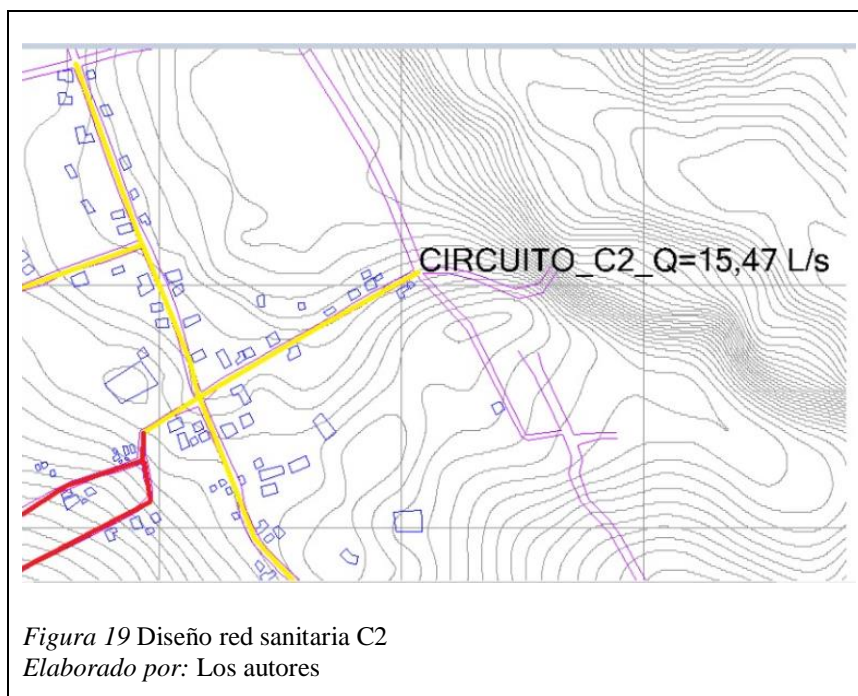 CIRCUITO_C2_Q=15,47 L/s
Figura 19 Diseño red sanitaria C2
Elaborado por: Los autores